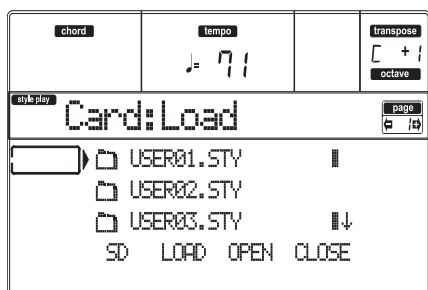 chord
tempo
transpose
♩= 71
C +1
octave
style play
Card:Load
page
1
USER01.STY
USER02.STY
USER03.STY
SD LOAD OPEN CLOSE